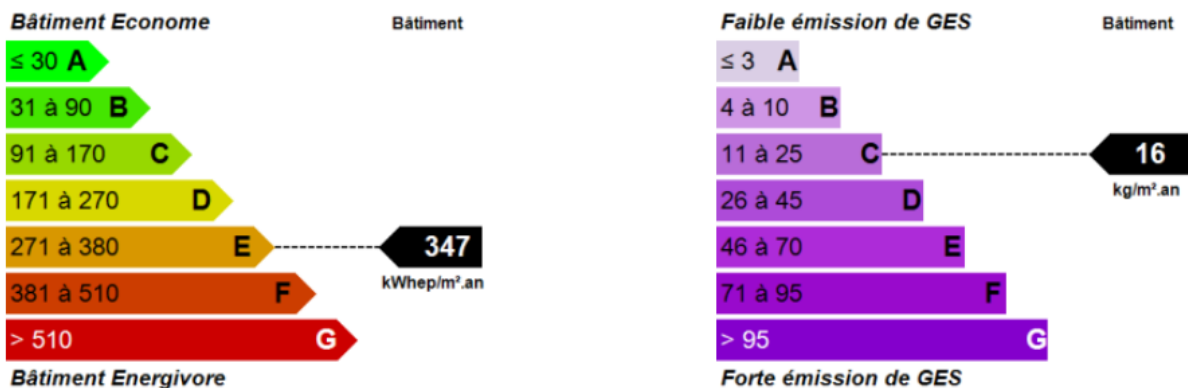 Bâtiment Econome
Bâtiment
≤ 30 A
31 à 90 B
91 à 170 C
171 à 270 D
271 à 380 E
347
kWhep/m².an
381 à 510 F
> 510 G
Bâtiment Energivore
Faible émission de GES
Bâtiment
≤ 3 A
4 à 10 B
11 à 25 C
16
kg/m².an
26 à 45 D
46 à 70 E
71 à 95 F
> 95 G
Forte émission de GES